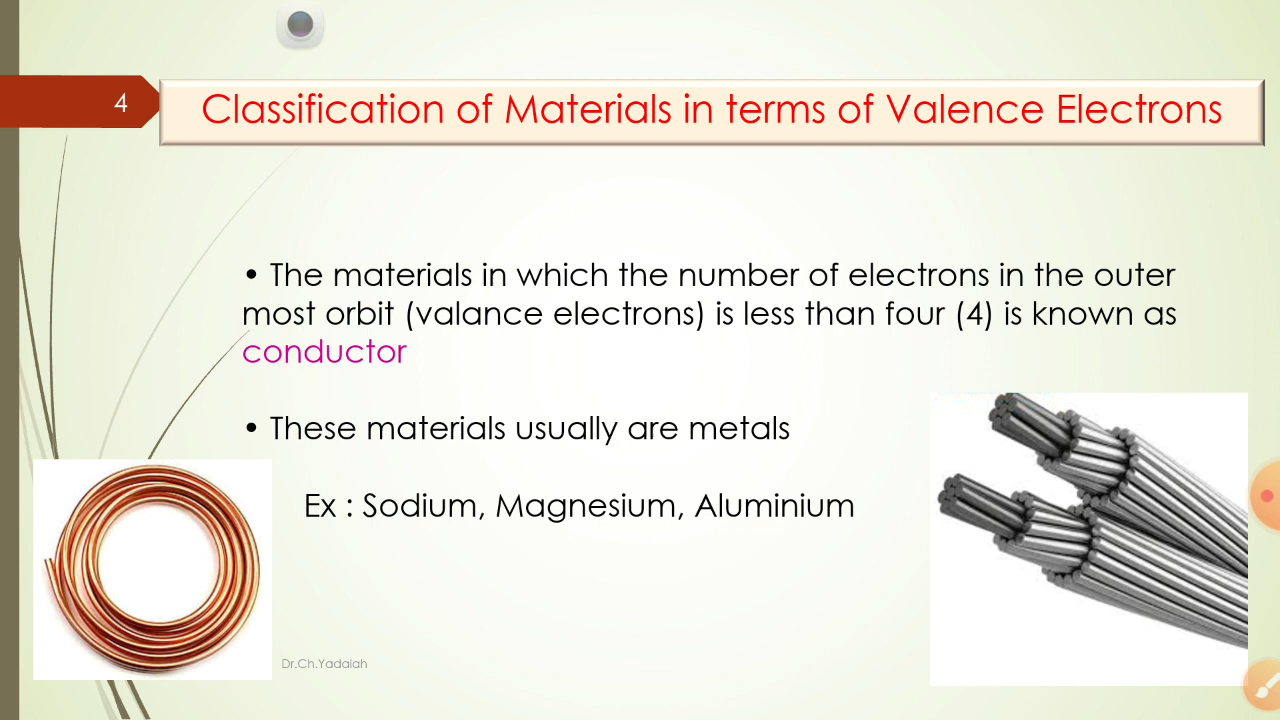 4
Classification of Materials in terms of Valence Electrons
• The materials in which the number of electrons in the outer
most orbit (valance electrons) is less than four (4) is known as
conductor
• These materials usually are metals
Ex : Sodium, Magnesium, Aluminium
Dr.Ch.Yadaiah